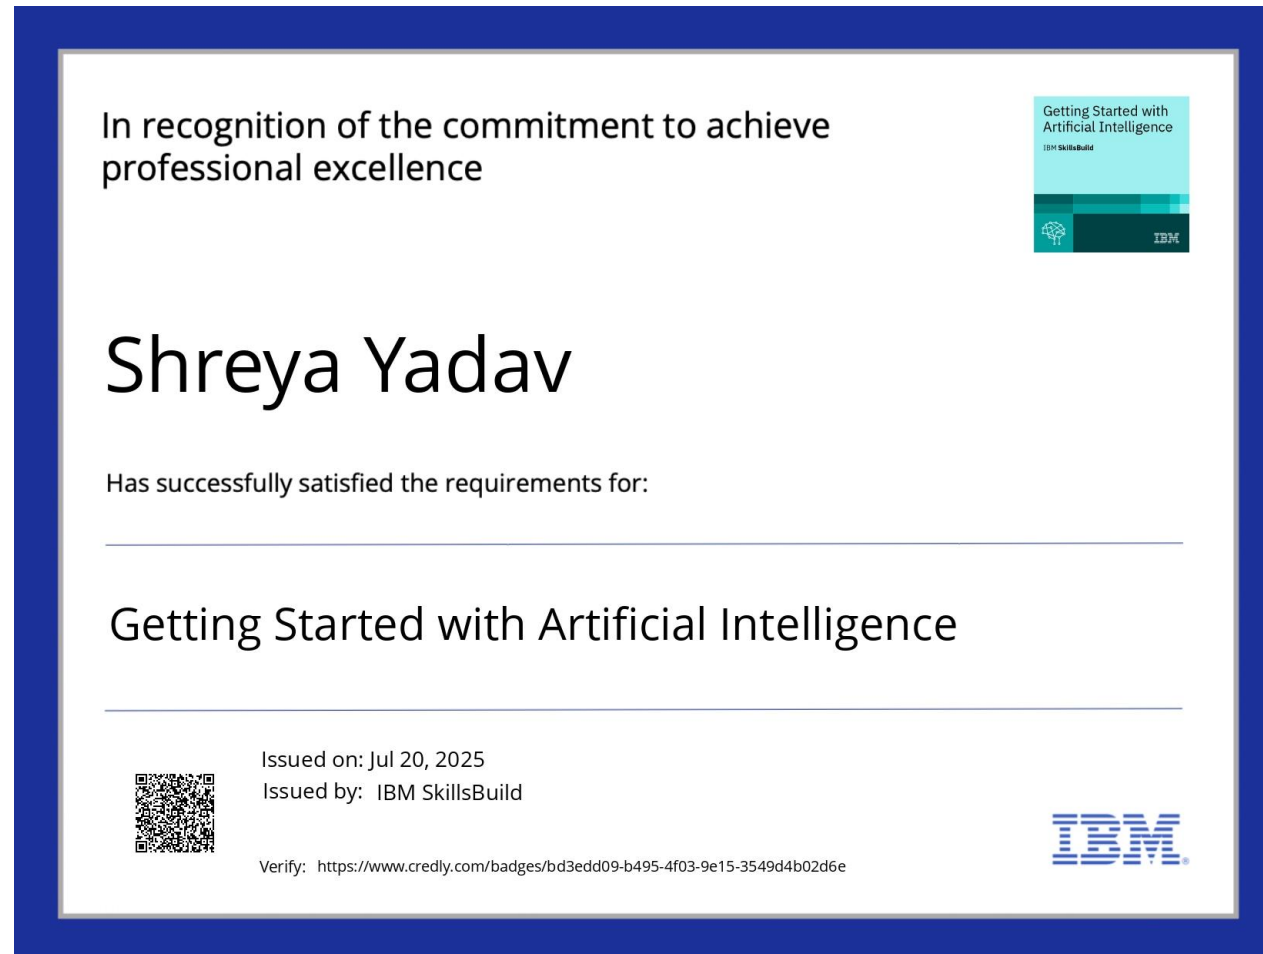 In recognition of the commitment to achieve
professional excellence
Getting Started with
Artificial Intelligence
IBM SkillsBuild
IBM
Shreya Yadav
Has successfully satisfied the requirements for:
Getting Started with Artificial Intelligence
Issued on: Jul 20, 2025
Issued by: IBM SkillsBuild
Verify: https://www.credly.com/badges/bd3edd09-b495-4f03-9e15-3549d4b02d6e
IBM®